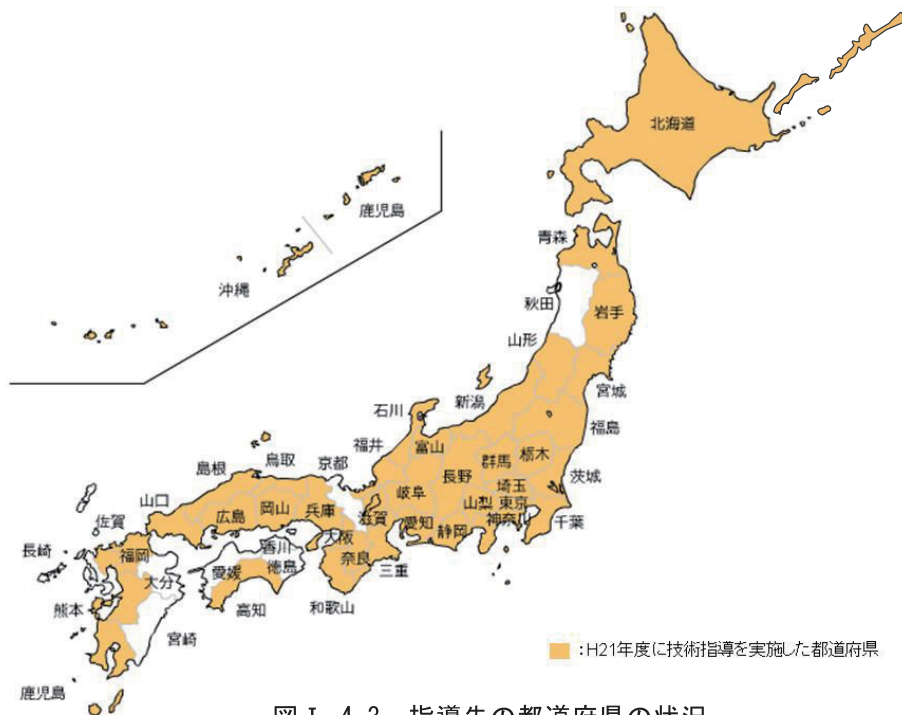 北海道
鹿児島
沖縄
青森
秋田
岩手
山形
宮城
新潟
石川
福島
福井
富山
群馬
栃木
茨城
長野
埼玉
山梨
東京
神奈川
千葉
岐阜
愛知
静岡
滋賀
京都
鳥取
島根
山口
広島
岡山
兵庫
大阪
奈良
三重
和歌山
香川
徳島
愛媛
高知
佐賀
長崎
福岡
大分
熊本
宮崎
鹿児島
:H21年度に技術指導を実施した都道府県